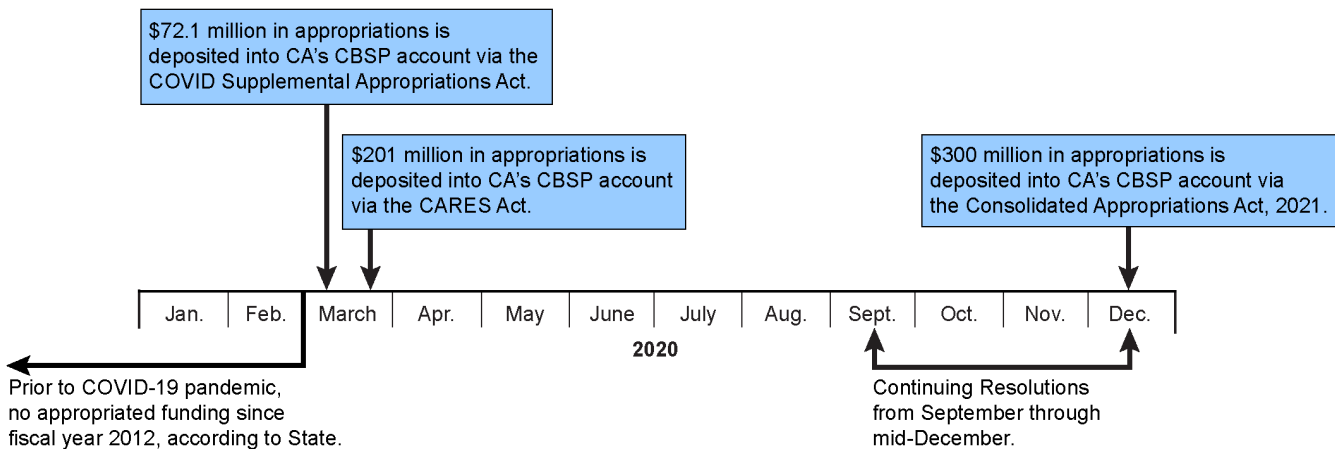 $72.1 million in appropriations is
deposited into CA's CBSP account via the
COVID Supplemental Appropriations Act.
$201 million in appropriations is
deposited into CA's CBSP account
via the CARES Act.
$300 million in appropriations is
deposited into CA's CBSP account via
the Consolidated Appropriations Act, 2021.
Jan. Feb. March Apr. May June July Aug. Sept. Oct. Nov. Dec.
2020
Prior to COVID-19 pandemic,
no appropriated funding since
fiscal year 2012, according to State.
Continuing Resolutions
from September through
mid-December.